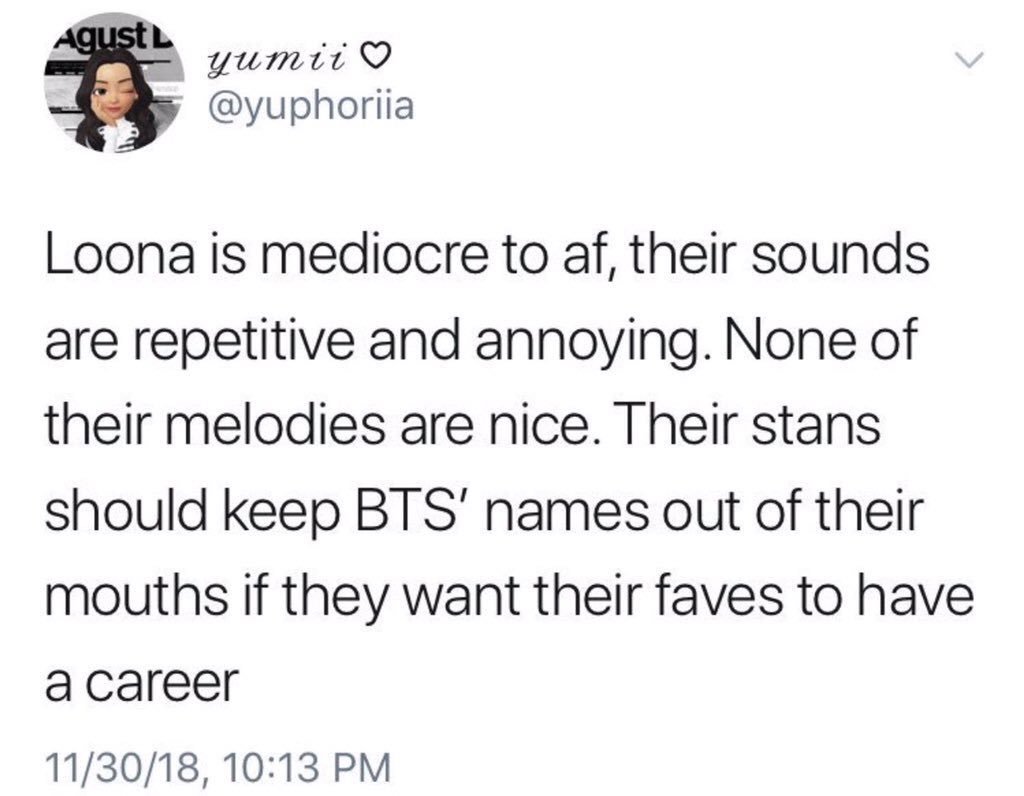 Agust D
yumii ♡
@yuphoriia
Loona is mediocre to af, their sounds
are repetitive and annoying. None of
their melodies are nice. Their stans
should keep BTS’ names out of their
mouths if they want their faves to have
a career
11/30/18, 10:13 PM